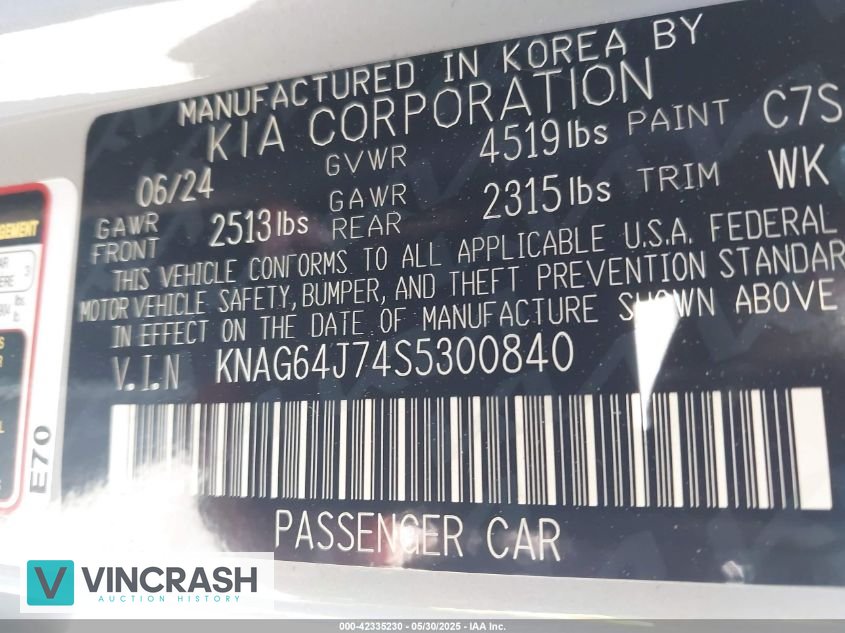 MANUFACTURED IN KOREA BY
KIA CORPORATION
06/24 GVWR 4519 lbs PAINT C7S
GAWR FRONT 2513 lbs GAWR REAR 2315 lbs TRIM WK
THIS VEHICLE CONFORMS TO ALL APPLICABLE U.S.A. FEDERAL
MOTOR VEHICLE SAFETY, BUMPER, AND THEFT PREVENTION STANDAR
IN EFFECT ON THE DATE OF MANUFACTURE SHOWN ABOVE
V.I.N KNAG64J74S5300840
PASSENGER CAR
E70
3
lbs.
lb.
VINCRASH
AUCTION HISTORY
000-42335230 - 05/30/2025 - IAA Inc.